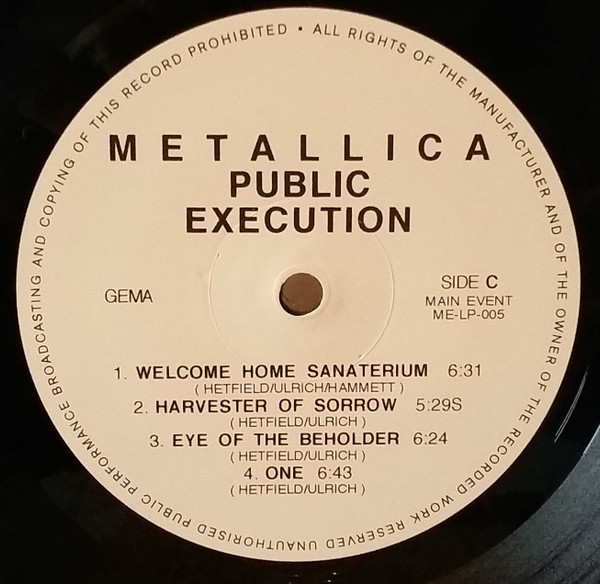 ALL RIGHTS OF THE MANUFACTURER AND OF THE OWNER OF THE RECORDED WORK RESERVED UNAUTHORISED PUBLIC PERFORMANCE BROADCASTING AND COPYING OF THIS RECORD PROHIBITED •
METALLICA
PUBLIC
EXECUTION
GEMA
SIDE C
MAIN EVENT
ME-LP-005
1. WELCOME HOME SANATERIUM 6:31
( HETFIELD/ULRICH/HAMMETT )
2. HARVESTER OF SORROW 5:29S
( HETFIELD/ULRICH )
3. EYE OF THE BEHOLDER 6:24
( HETFIELD/ULRICH )
4. ONE 6:43
( HETFIELD/ULRICH )